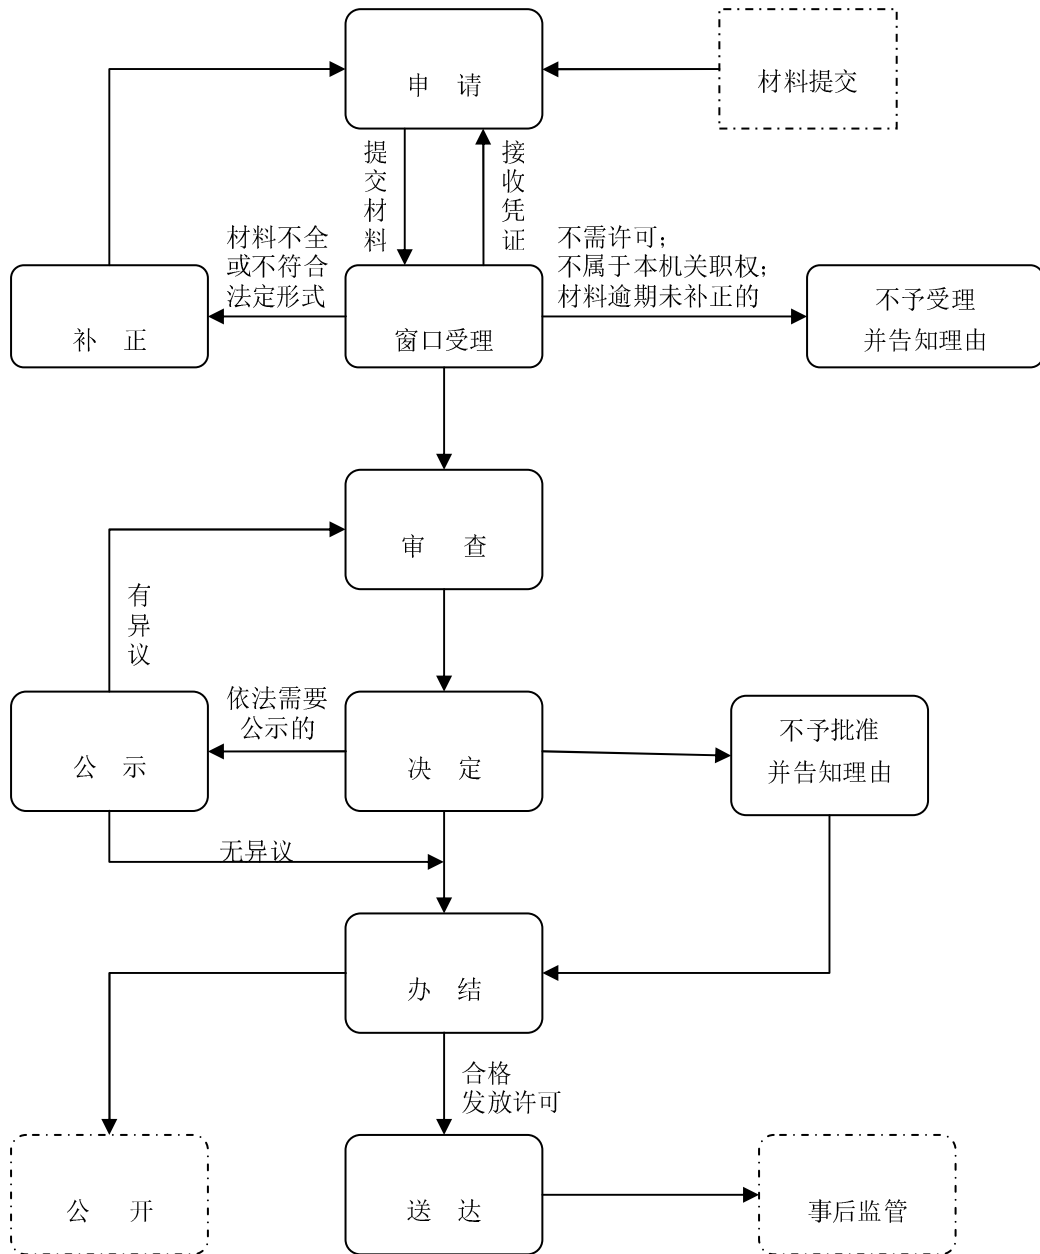 申 请
材料提交
提交材料
接收凭证
材料不全
或不符合
法定形式
不需许可；
不属于本机关职权；
材料逾期未补正的
补 正
窗口受理
不予受理
并告知理由
审 查
有异议
依法需要
公示的
公 示
决 定
不予批准
并告知理由
无异议
办 结
合格
发放许可
公 开
送 达
事后监管